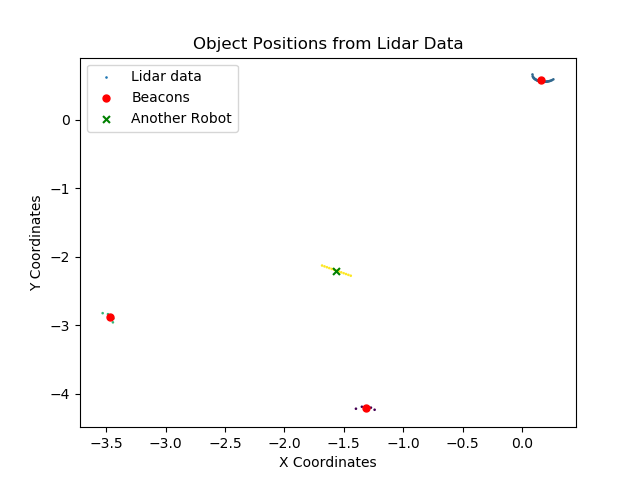 Object Positions from Lidar Data
Lidar data
Beacons
Another Robot
0
−1
−2
−3
−4
Y Coordinates
−3.5 −3.0 −2.5 −2.0 −1.5 −1.0 −0.5 0.0
X Coordinates